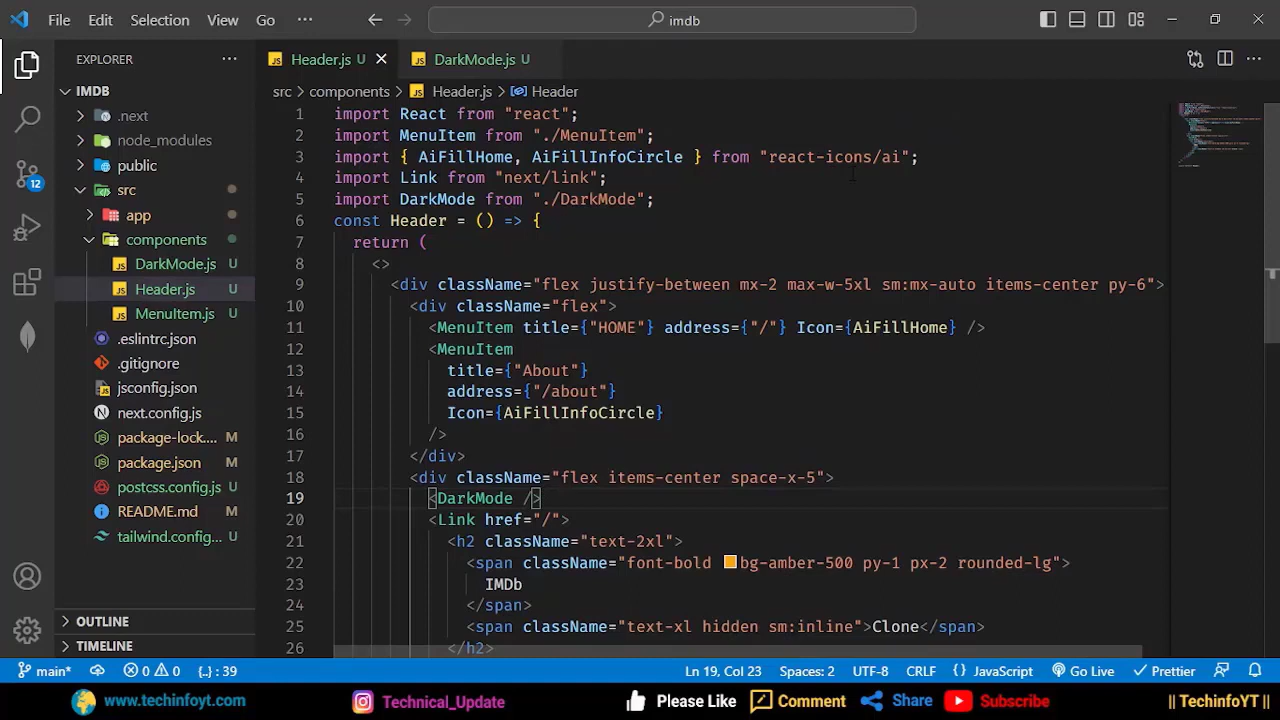 File Edit Selection View Go ··· imdb
EXPLORER ···
Header.js U
DarkMode.js U
src > components > Header.js > Header
IMDB
.next
node_modules
public
src
app
components
DarkMode.js U
Header.js U
MenuItem.js U
.eslintrc.json
.gitignore
jsconfig.json
next.config.js
package-lock.... M
package.json M
postcss.config.js U
README.md M
tailwind.config... U
OUTLINE
TIMELINE
12
1 import React from "react";
2 import MenuItem from "./MenuItem";
3 import { AiFillHome, AiFillInfoCircle } from "react-icons/ai";
4 import Link from "next/link";
5 import DarkMode from "./DarkMode";
6 const Header = () => {
7 return (
8 <>
9 <div className="flex justify-between mx-2 max-w-5xl sm:mx-auto items-center py-6">
10 <div className="flex">
11 <MenuItem title={"HOME"} address={"/"} Icon={AiFillHome} />
12 <MenuItem
13 title={"About"}
14 address={"/about"}
15 Icon={AiFillInfoCircle}
16 />
17 </div>
18 <div className="flex items-center space-x-5">
19 <DarkMode />
20 <Link href="/">
21 <h2 className="text-2xl">
22 <span className="font-bold bg-amber-500 py-1 px-2 rounded-lg">
23 IMDb
24 </span>
25 <span className="text-xl hidden sm:inline">Clone</span>
26 </h2>
main* 0 0 {..} : 39 Ln 19, Col 23 Spaces: 2 UTF-8 CRLF {} JavaScript Go Live Prettier
www.techinfoyt.com Technical_Update Please Like Comment Share Subscribe || TechinfoYT ||